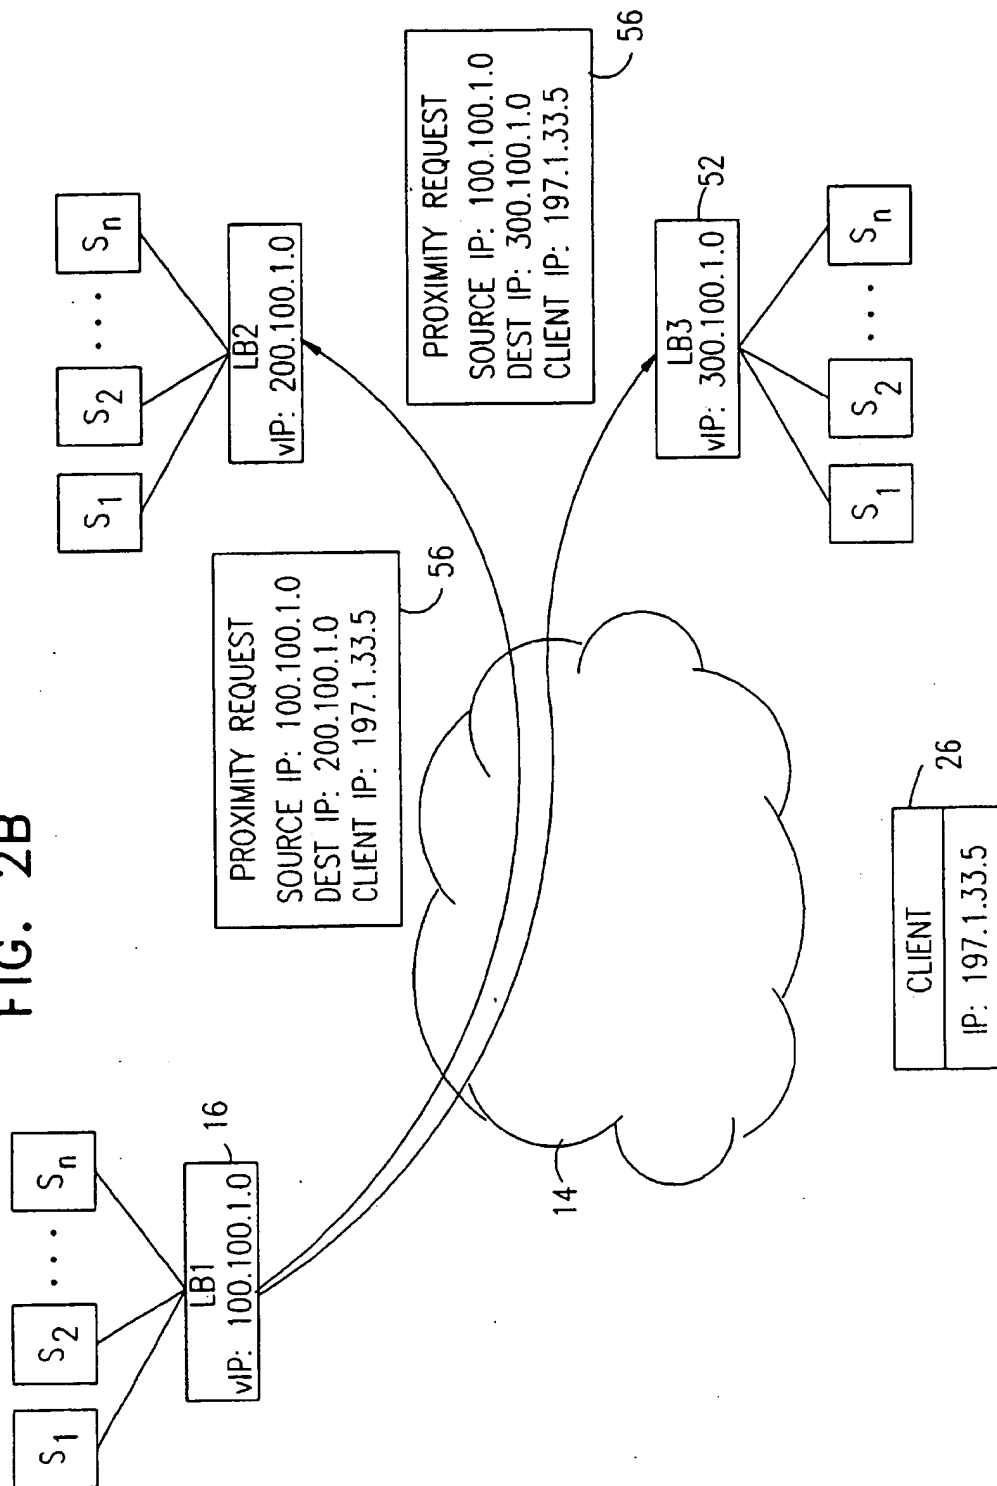 FIG. 2B
S1
S2
....
Sn
LB1
vIP: 100.100.1.0
16
S1
S2
....
Sn
LB2
vIP: 200.100.1.0
PROXIMITY REQUEST
SOURCE IP: 100.100.1.0
DEST IP: 200.100.1.0
CLIENT IP: 197.1.33.5
56
PROXIMITY REQUEST
SOURCE IP: 100.100.1.0
DEST IP: 300.100.1.0
CLIENT IP: 197.1.33.5
56
14
LB3
vIP: 300.100.1.0
52
S1
S2
....
Sn
CLIENT
IP: 197.1.33.5
26